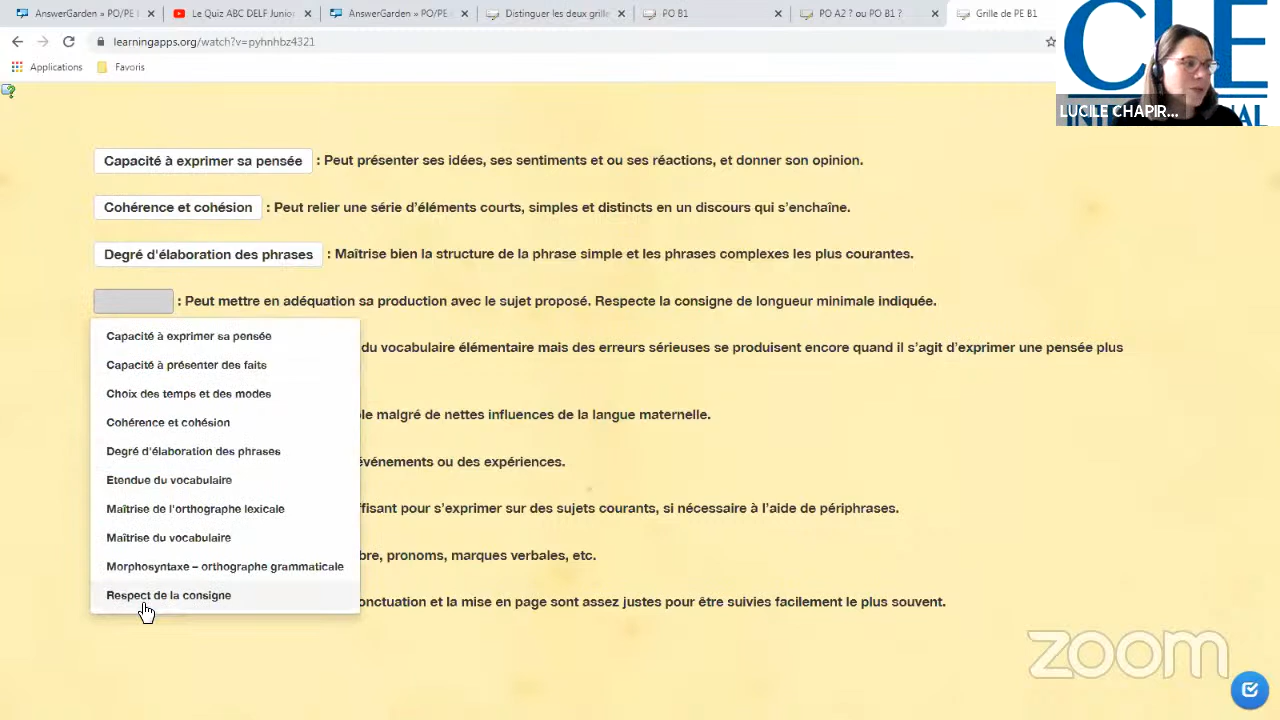 AnswerGarden » PO/PE
Le Quiz ABC DELF Junio
AnswerGarden » PO/PE
Distinguer les deux grille
PO B1
PO A2 ? ou PO B1 ?
Grille de PE B1
learningapps.org/watch?v=pyhnhbz4321
Applications
Favoris
CLE
LUCILE CHAPIR...
Capacité à exprimer sa pensée : Peut présenter ses idées, ses sentiments et ou ses réactions, et donner son opinion.
Cohérence et cohésion : Peut relier une série d'éléments courts, simples et distincts en un discours qui s'enchaîne.
Degré d'élaboration des phrases : Maîtrise bien la structure de la phrase simple et les phrases complexes les plus courantes.
: Peut mettre en adéquation sa production avec le sujet proposé. Respecte la consigne de longueur minimale indiquée.
Capacité à exprimer sa pensée
du vocabulaire élémentaire mais des erreurs sérieuses se produisent encore quand il s'agit d'exprimer une pensée plus
Capacité à présenter des faits
Choix des temps et des modes
malgré de nettes influences de la langue maternelle.
Cohérence et cohésion
Degré d'élaboration des phrases
événements ou des expériences.
Etendue du vocabulaire
Maîtrise de l'orthographe lexicale
pour s'exprimer sur des sujets courants, si nécessaire à l'aide de périphrases.
Maîtrise du vocabulaire
pronoms, marques verbales, etc.
Morphosyntaxe – orthographe grammaticale
Respect de la consigne
et la mise en page sont assez justes pour être suivies facilement le plus souvent.
zoom